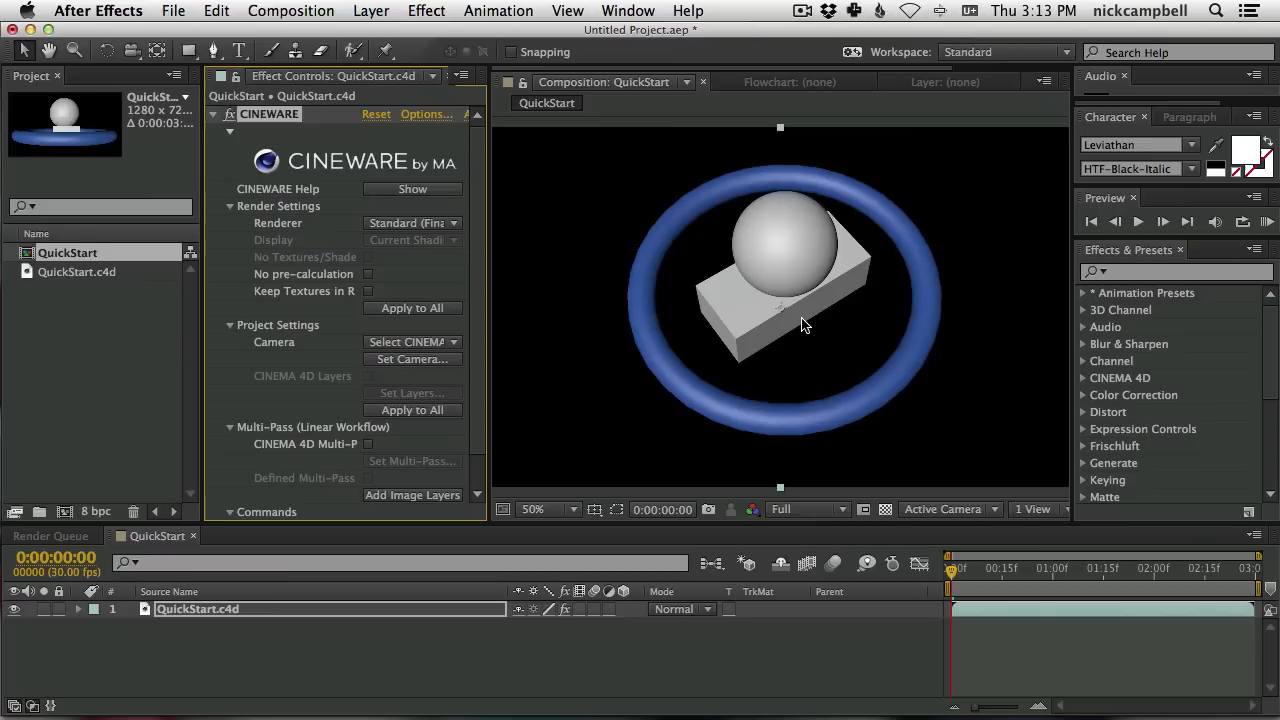 After Effects File Edit Composition Layer Effect Animation View Window Help Thu 3:13 PM nickcampbell
Untitled Project.aep *
Snapping Workspace: Standard Search Help
Project × Effect Controls: QuickStart.c4d Composition: QuickStart × Flowchart: (none) Layer: (none) Audio ×
QuickSt...
1280 x 72...
Δ 0:00:03:...
QuickStart • QuickStart.c4d
QuickStart
fx CINEWARE Reset Options...
CINEWARE BY MA
CINEWARE Help Show
Render Settings
Renderer Standard (Fina
Display Current Shadi
No Textures/Shade
No pre-calculation
Keep Textures in R
Apply to All
Project Settings
Camera Select CINEMA
Set Camera...
CINEMA 4D Layers
Set Layers...
Apply to All
Multi-Pass (Linear Workflow)
CINEMA 4D Multi-P
Set Multi-Pass...
Defined Multi-Pass
Add Image Layers
Commands
Name
QuickStart
QuickStart.c4d
8 bpc
50% 0:00:00:00 Full Active Camera 1 View
Character × Paragraph
Leviathan
HTF-Black-Italic
Preview ×
Effects & Presets ×
* Animation Presets
3D Channel
Audio
Blur & Sharpen
Channel
CINEMA 4D
Color Correction
Distort
Expression Controls
Frischluft
Generate
Keying
Matte
Render Queue QuickStart ×
0:00:00:00
00000 (30.00 fps)
00:15f 01:00f 01:15f 02:00f 02:15f 03:0
# Source Name fx Mode T TrkMat Parent
1 QuickStart.c4d fx Normal